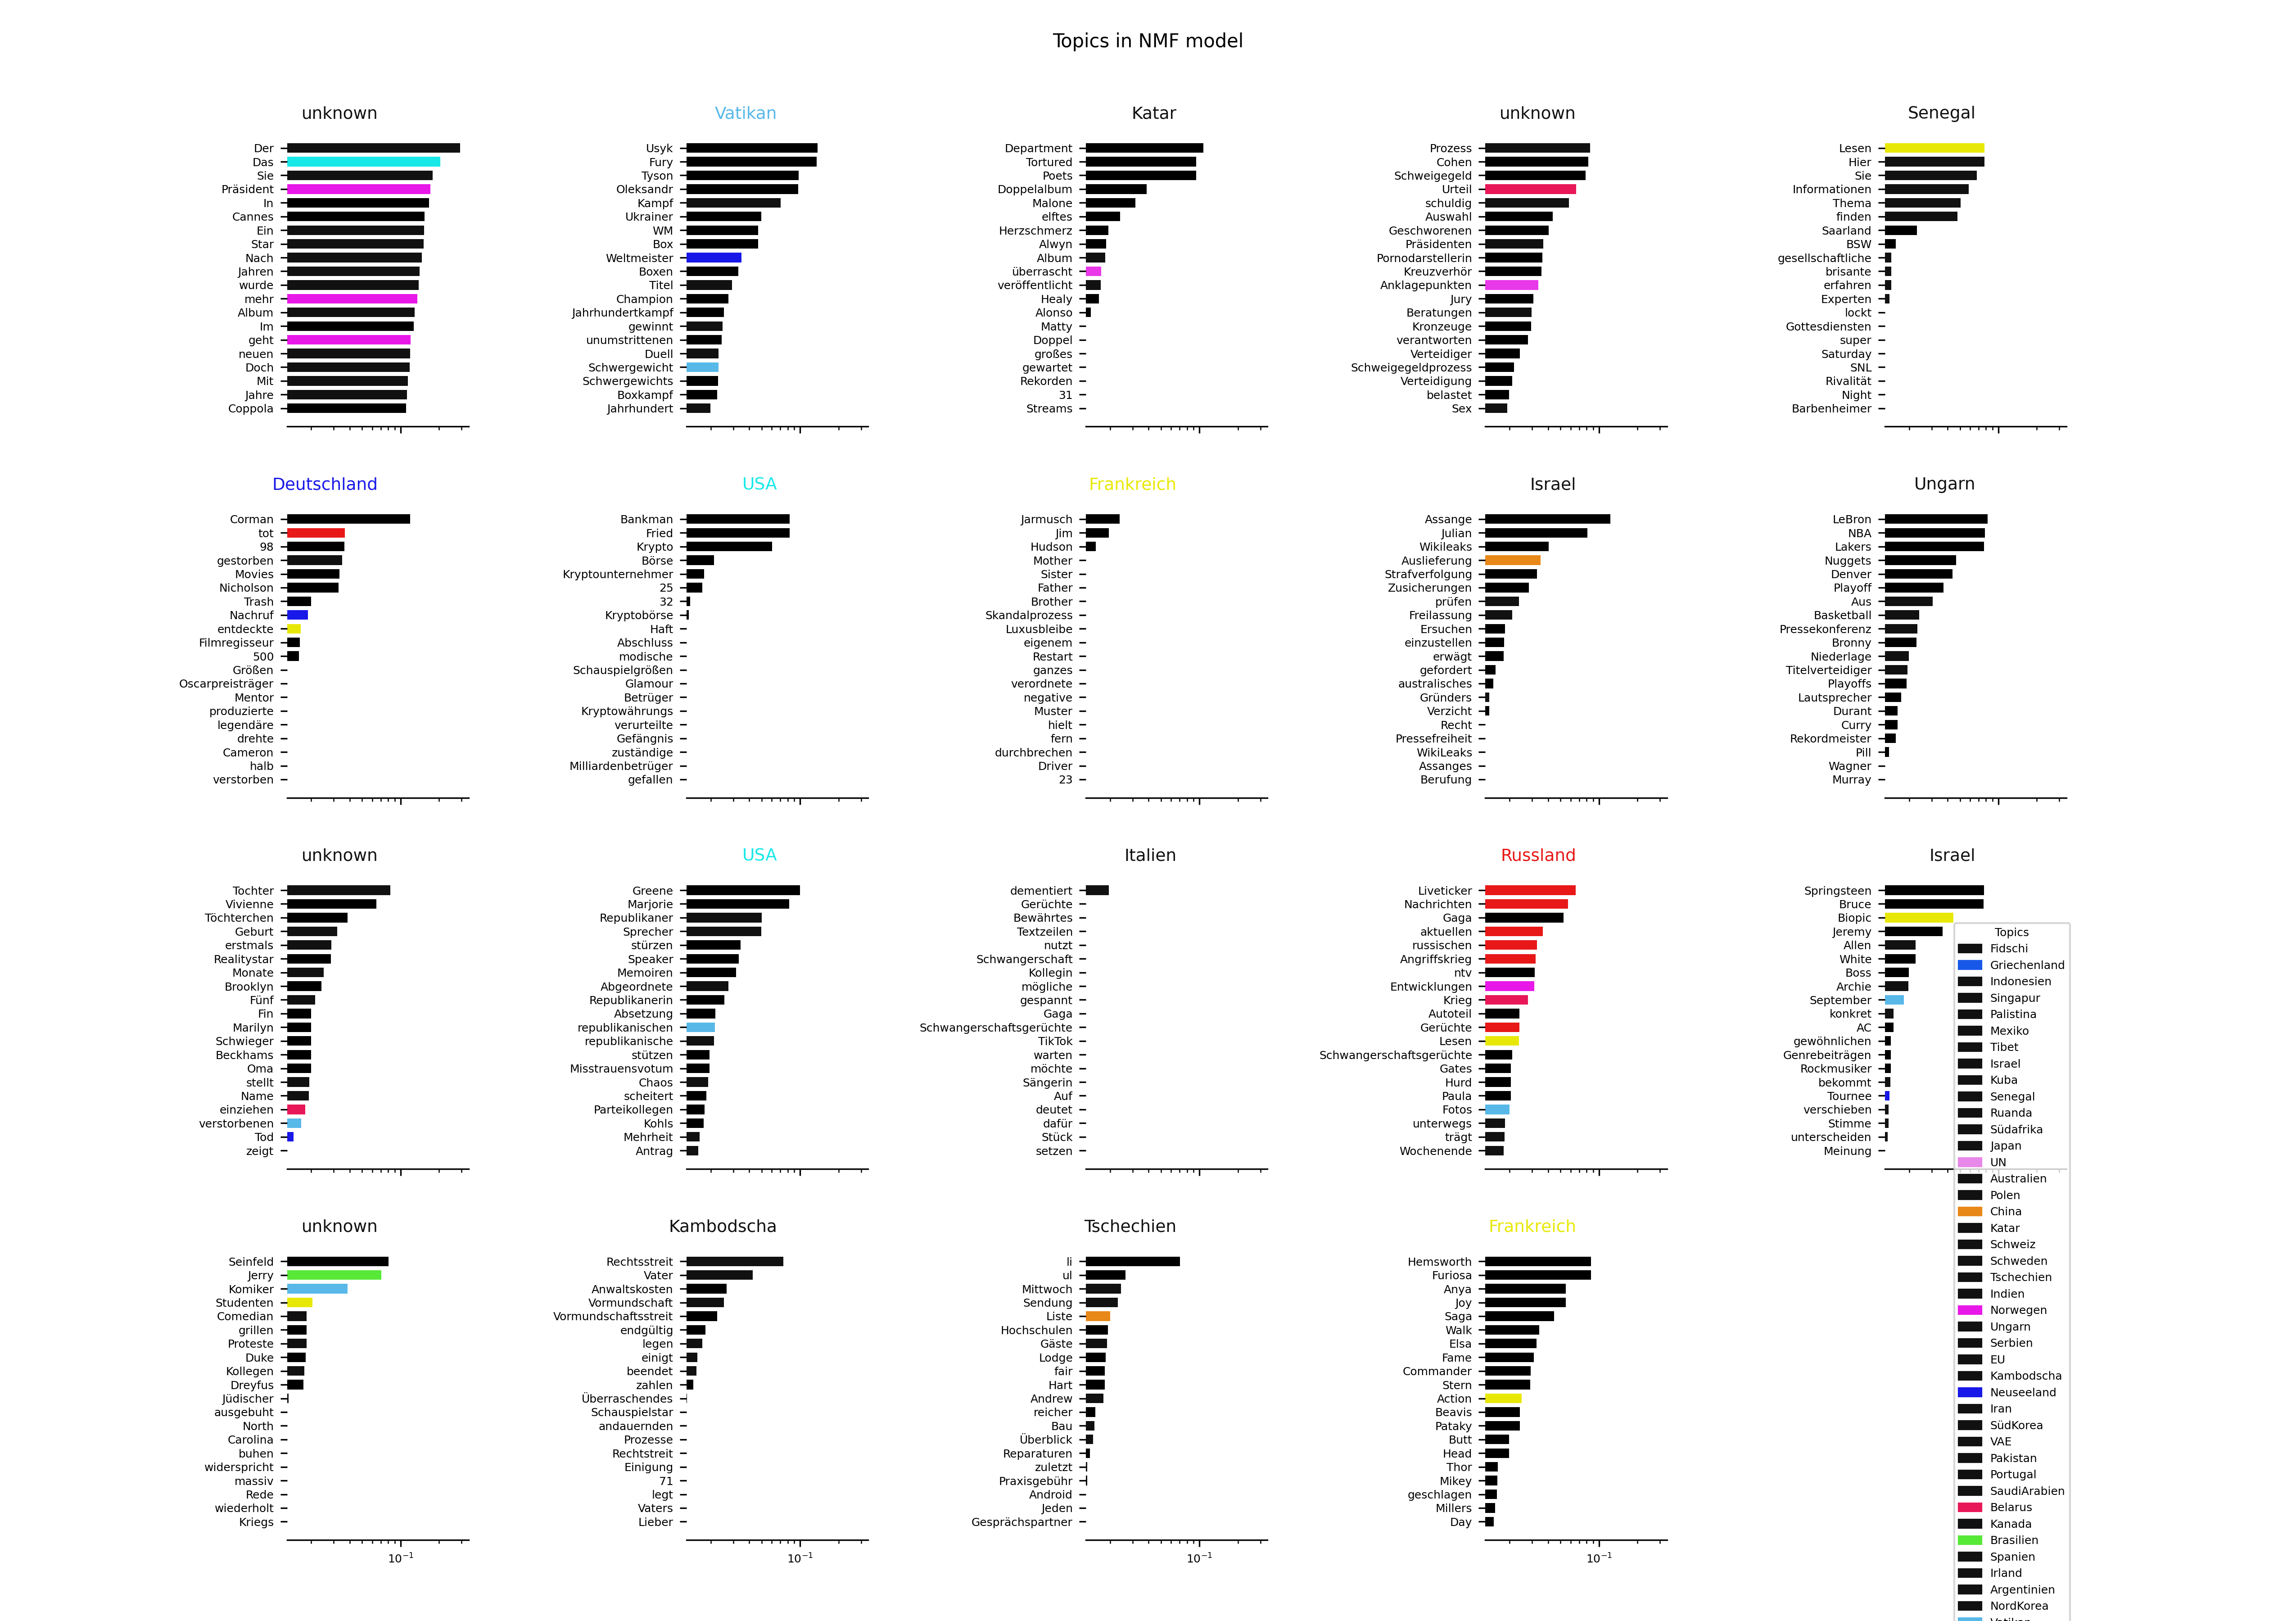 Topics in NMF model
unknown
Der
Das
Sie
Präsident
In
Cannes
Ein
Star
Nach
Jahren
wurde
mehr
Album
Im
geht
neuen
Doch
Mit
Jahre
Coppola
Vatikan
Usyk
Fury
Tyson
Oleksandr
Kampf
Ukrainer
WM
Box
Weltmeister
Boxen
Titel
Champion
Jahrhundertkampf
gewinnt
unumstrittenen
Duell
Schwergewicht
Schwergewichts
Boxkampf
Jahrhundert
Katar
Department
Tortured
Poets
Doppelalbum
Malone
elftes
Herzschmerz
Alwyn
Album
überrascht
veröffentlicht
Healy
Alonso
Matty
Doppel
großes
gewartet
Rekorden
31
Streams
unknown
Prozess
Cohen
Schweigegeld
Urteil
schuldig
Auswahl
Geschworenen
Präsidenten
Pornodarstellerin
Kreuzverhör
Anklagepunkten
Jury
Beratungen
Kronzeuge
verantworten
Verteidiger
Schweigegeldprozess
Verteidigung
belastet
Sex
Senegal
Lesen
Hier
Sie
Informationen
Thema
finden
Saarland
BSW
gesellschaftliche
brisante
erfahren
Experten
lockt
Gottesdiensten
super
Saturday
SNL
Rivalität
Night
Barbenheimer
Deutschland
Corman
tot
98
gestorben
Movies
Nicholson
Trash
Nachruf
entdeckte
Filmregisseur
500
Größen
Oscarpreisträger
Mentor
produzierte
legendäre
drehte
Cameron
halb
verstorben
USA
Bankman
Fried
Krypto
Börse
Kryptounternehmer
25
32
Kryptobörse
Haft
Abschluss
modische
Schauspielgrößen
Glamour
Betrüger
Kryptowährungs
verurteilte
Gefängnis
zuständige
Milliardenbetrüger
gefallen
Frankreich
Jarmusch
Jim
Hudson
Mother
Sister
Father
Brother
Skandalprozess
Luxusbleibe
eigenem
Restart
ganzes
verordnete
negative
Muster
hielt
fern
durchbrechen
Driver
23
Israel
Assange
Julian
Wikileaks
Auslieferung
Strafverfolgung
Zusicherungen
prüfen
Freilassung
Ersuchen
einzustellen
erwägt
gefordert
australisches
Gründers
Verzicht
Recht
Pressefreiheit
WikiLeaks
Assanges
Berufung
Ungarn
LeBron
NBA
Lakers
Nuggets
Denver
Playoff
Aus
Basketball
Pressekonferenz
Bronny
Niederlage
Titelverteidiger
Playoffs
Lautsprecher
Durant
Curry
Rekordmeister
Pill
Wagner
Murray
unknown
Tochter
Vivienne
Töchterchen
Geburt
erstmals
Realitystar
Monate
Brooklyn
Fünf
Fin
Marilyn
Schwieger
Beckhams
Oma
stellt
Name
einziehen
verstorbenen
Tod
zeigt
USA
Greene
Marjorie
Republikaner
Sprecher
stürzen
Speaker
Memoiren
Abgeordnete
Republikanerin
Absetzung
republikanischen
republikanische
stützen
Misstrauensvotum
Chaos
scheitert
Parteikollegen
Kohls
Mehrheit
Antrag
Italien
dementiert
Gerüchte
Bewährtes
Textzeilen
nutzt
Schwangerschaft
Kollegin
mögliche
gespannt
Gaga
Schwangerschaftsgerüchte
TikTok
warten
möchte
Sängerin
Auf
deutet
dafür
Stück
setzen
Russland
Liveticker
Nachrichten
Gaga
aktuellen
russischen
Angriffskrieg
ntv
Entwicklungen
Krieg
Autoteil
Gerüchte
Lesen
Schwangerschaftsgerüchte
Gates
Hurd
Paula
Fotos
unterwegs
trägt
Wochenende
Israel
Springsteen
Bruce
Biopic
Jeremy
Allen
White
Boss
Archie
September
konkret
AC
gewöhnlichen
Genrebeiträgen
Rockmusiker
bekommt
Tournee
verschieben
Stimme
unterscheiden
Meinung
unknown
Seinfeld
Jerry
Komiker
Studenten
Comedian
grillen
Proteste
Duke
Kollegen
Dreyfus
Jüdischer
ausgebuht
North
Carolina
buhen
widerspricht
massiv
Rede
wiederholt
Kriegs
10⁻¹
Kambodscha
Rechtsstreit
Vater
Anwaltskosten
Vormundschaft
Vormundschaftsstreit
endgültig
legen
einigt
beendet
zahlen
Überraschendes
Schauspielstar
andauernden
Prozesse
Rechtstreit
Einigung
71
legt
Vaters
Lieber
10⁻¹
Tschechien
li
ul
Mittwoch
Sendung
Liste
Hochschulen
Gäste
Lodge
fair
Hart
Andrew
reicher
Bau
Überblick
Reparaturen
zuletzt
Praxisgebühr
Android
Jeden
Gesprächspartner
10⁻¹
Frankreich
Hemsworth
Furiosa
Anya
Joy
Saga
Walk
Elsa
Fame
Commander
Stern
Action
Beavis
Pataky
Butt
Head
Thor
Mikey
geschlagen
Millers
Day
10⁻¹
Topics
Fidschi
Griechenland
Indonesien
Singapur
Palistina
Mexiko
Tibet
Israel
Kuba
Senegal
Ruanda
Südafrika
Japan
UN
Australien
Polen
China
Katar
Schweiz
Schweden
Tschechien
Indien
Norwegen
Ungarn
Serbien
EU
Kambodscha
Neuseeland
Iran
SüdKorea
VAE
Pakistan
Portugal
SaudiArabien
Belarus
Kanada
Brasilien
Spanien
Irland
Argentinien
NordKorea